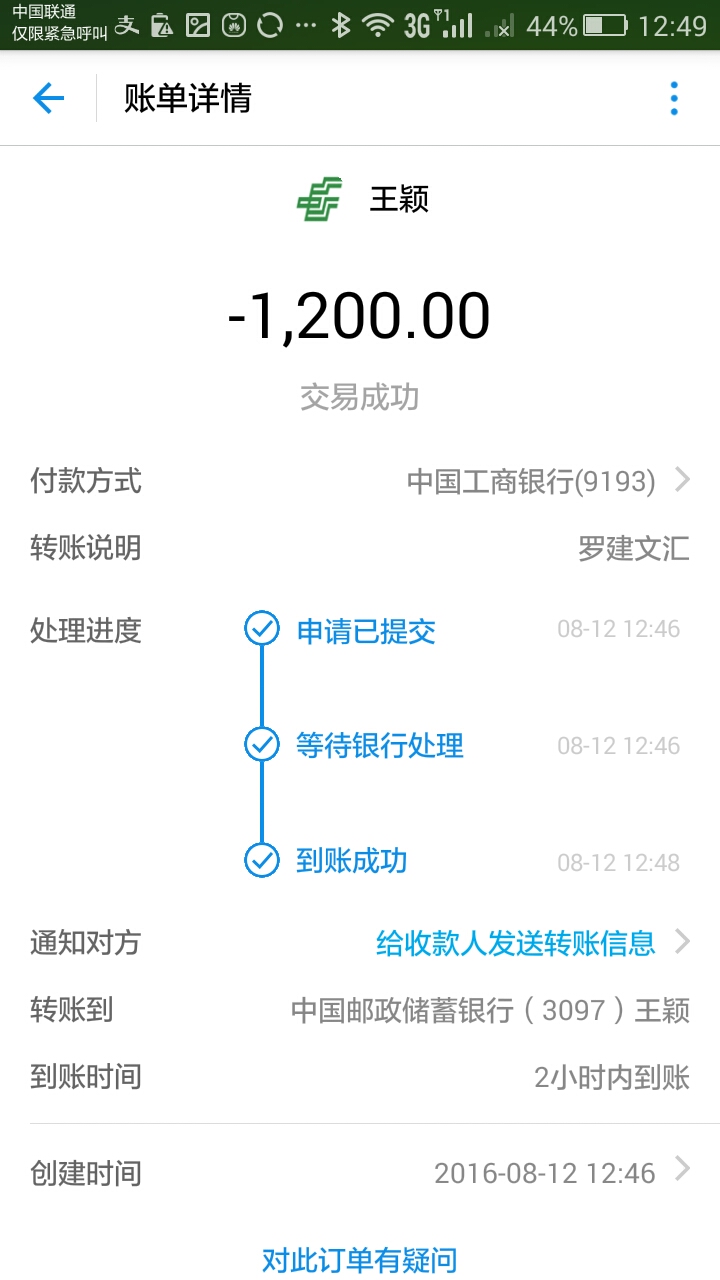 中国联通
仅限紧急呼叫
3G 44% 12:49
账单详情
王颖
-1,200.00
交易成功
付款方式 中国工商银行(9193)
转账说明 罗建文汇
处理进度 申请已提交 08-12 12:46
等待银行处理 08-12 12:46
到账成功 08-12 12:48
通知对方 给收款人发送转账信息
转账到 中国邮政储蓄银行（3097）王颖
到账时间 2小时内到账
创建时间 2016-08-12 12:46
对此订单有疑问